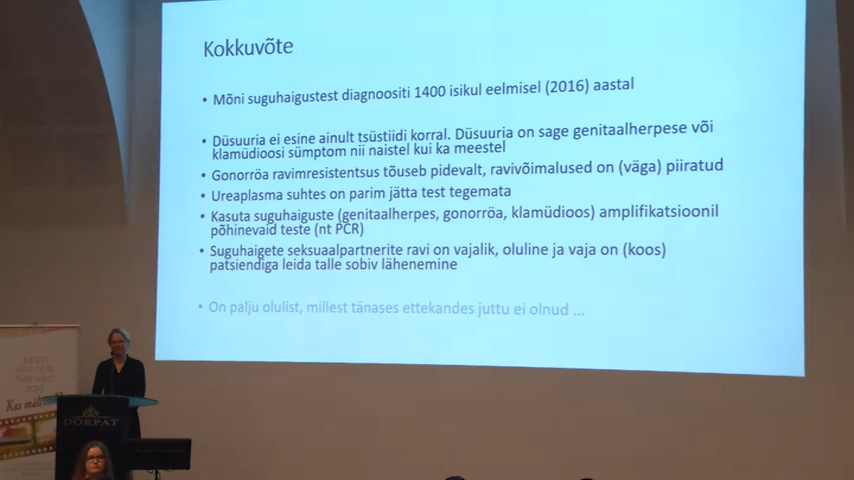 Kokkuvõte
• Mõni suguhaigustest diagnoositi 1400 isikul eelmisel (2016) aastal
• Düsuuria ei esine ainult tsüstiidi korral. Düsuuria on sage genitaalherpese või
klamüdioosi sümptom nii naistel kui ka meestel
• Gonorröa ravimresistentsus tõuseb pidevalt, ravivõimalused on (väga) piiratud
• Ureaplasma suhtes on parim jätta test tegemata
• Kasuta suguhaiguste (genitaalherpes, gonorröa, klamüdioos) amplifikatsioonil
põhinevaid teste (nt PCR)
• Suguhaigete seksuaalpartnerite ravi on vajalik, oluline ja vaja on (koos)
patsiendiga leida talle sobiv lähenemine
• On palju olulist, millest tänases ettekandes juttu ei olnud ...
EESTI
DORPAT